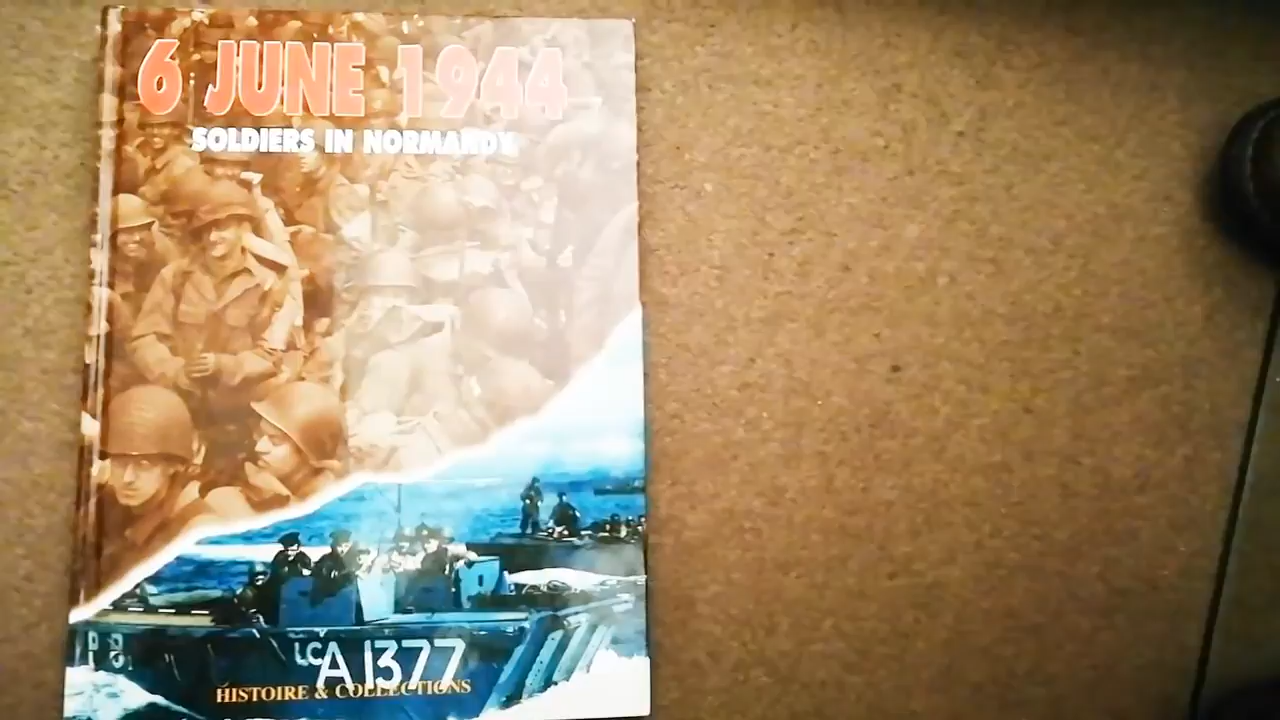 6 JUNE 1944
SOLDIERS IN NORMANDY
LCA 1377
HISTOIRE & COLLECTIONS